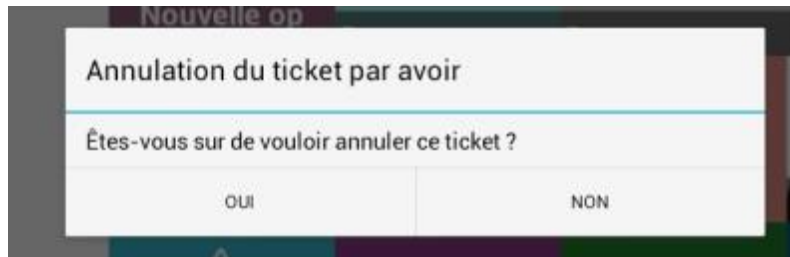 Nouvelle op
Annulation du ticket par avoir
Êtes-vous sur de vouloir annuler ce ticket ?
OUI
NON